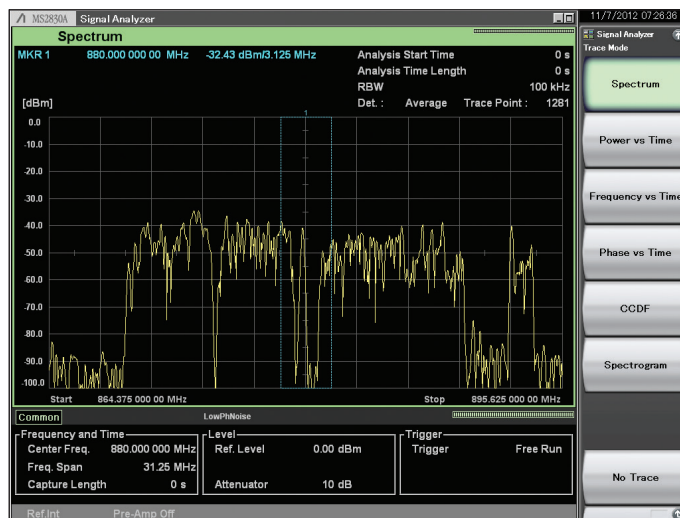 /\ MS2830A Signal Analyzer
11/7/2012 07:26:36
Spectrum
MKR 1 880.000 000 00 MHz -32.43 dBm/3.125 MHz
Analysis Start Time 0 s
Analysis Time Length 0 s
RBW 100 kHz
Det. : Average Trace Point : 1281
[dBm]
1
0.0
-10.0
-20.0
-30.0
-40.0
-50.0
-60.0
-70.0
-80.0
-90.0
-100.0
Start 864.375 000 00 MHz
Stop 895.625 000 00 MHz
Common
LowPhNoise
Frequency and Time
Center Freq. 880.000 000 MHz
Freq. Span 31.25 MHz
Capture Length 0 s
Level
Ref. Level 0.00 dBm
Attenuator 10 dB
Trigger
Trigger Free Run
Ref.Int Pre-Amp Off
Signal Analyzer
Trace Mode
Spectrum
Power vs Time
Frequency vs Time
Phase vs Time
CCDF
Spectrogram
No Trace